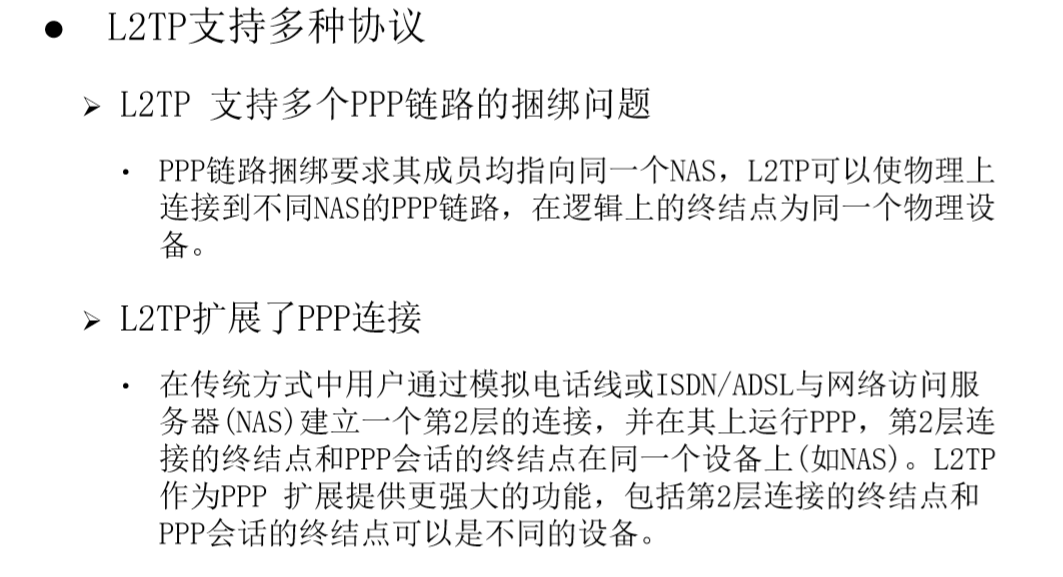 ● L2TP支持多种协议
➢ L2TP 支持多个PPP链路的捆绑问题
• PPP链路捆绑要求其成员均指向同一个NAS，L2TP可以使物理上
连接到不同NAS的PPP链路，在逻辑上的终结点为同一个物理设
备。
➢ L2TP扩展了PPP连接
• 在传统方式中用户通过模拟电话线或ISDN/ADSL与网络访问服
务器(NAS)建立一个第2层的连接，并在其上运行PPP，第2层连
接的终结点和PPP会话的终结点在同一个设备上(如NAS)。L2TP
作为PPP 扩展提供更强大的功能，包括第2层连接的终结点和
PPP会话的终结点可以是不同的设备。